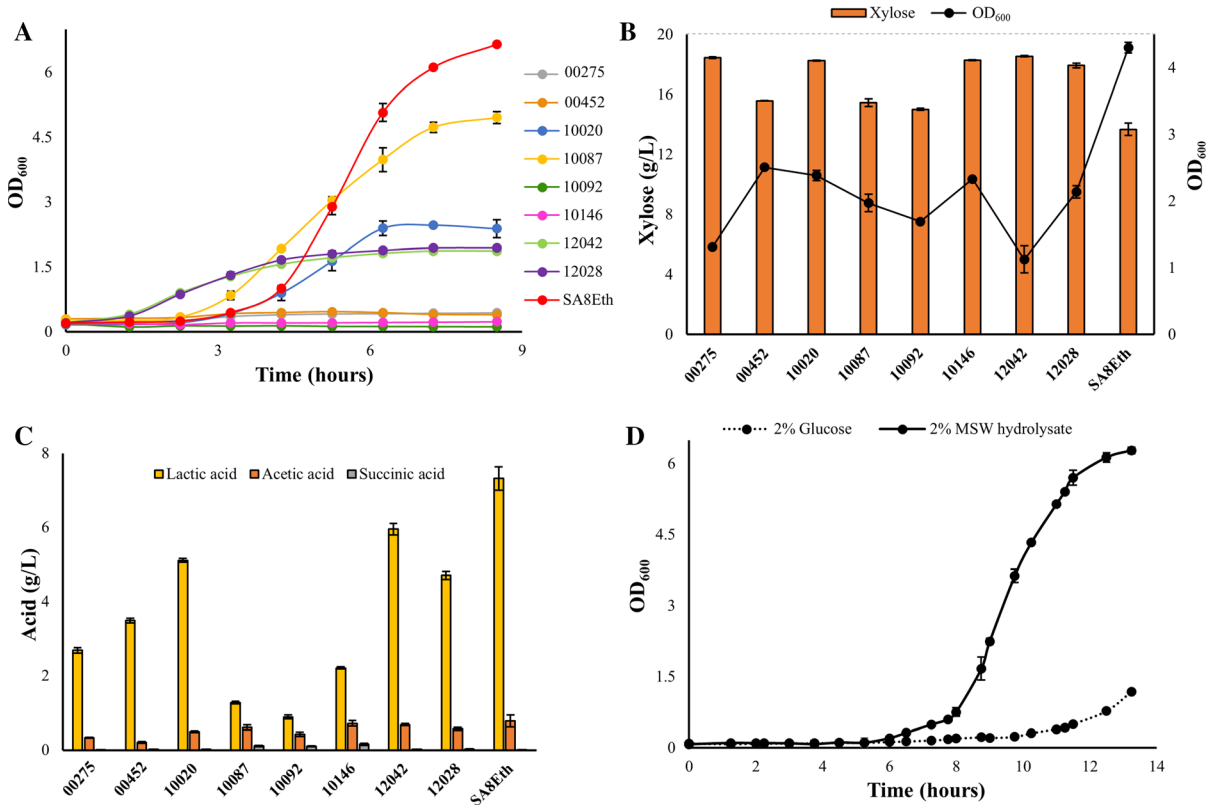 A
OD600
6
4.5
3
1.5
0
0 3 6 9
Time (hours)
00275
00452
10020
10087
10092
10146
12042
12028
SA8Eth
B
Xylose OD600
Xylose (g/L)
20
16
12
8
4
0
OD600
4
3
2
1
0
00275 00452 10020 10087 10092 10146 12042 12028 SA8Eth
C
Lactic acid Acetic acid Succinic acid
Acid (g/L)
8
6
4
2
0
00275 00452 10020 10087 10092 10146 12042 12028 SA8Eth
D
2% Glucose 2% MSW hydrolysate
OD600
6
4.5
3
1.5
0
0 2 4 6 8 10 12 14
Time (hours)